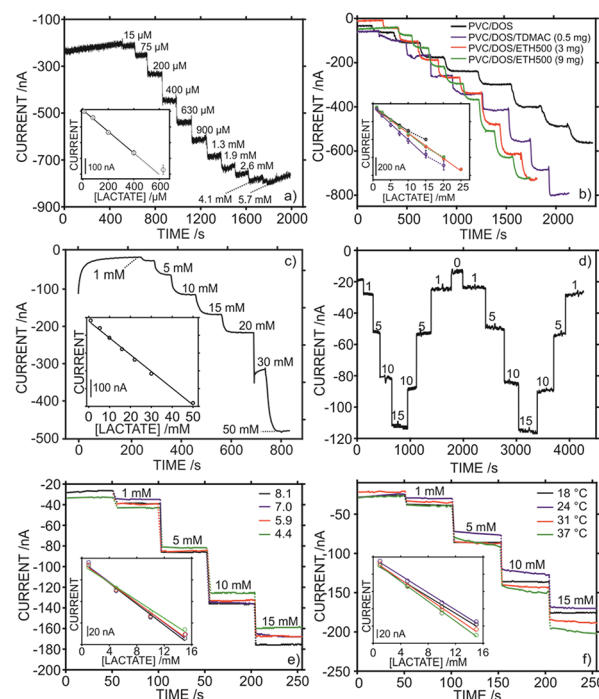 0
-100
-300
-500
-700
-900
CURRENT /nA
15 µM
75 µM
200 µM
400 µM
630 µM
900 µM
1.3 mM
1.9 mM
2.6 mM
4.1 mM
5.7 mM
CURRENT
100 nA
0 200 400 600
[LACTATE] /µM
a)
0 500 1000 1500 2000
TIME /s
0
-200
-400
-600
-800
CURRENT /nA
PVC/DOS
PVC/DOS/TDMAC (0.5 mg)
PVC/DOS/ETH500 (3 mg)
PVC/DOS/ETH500 (9 mg)
CURRENT
200 nA
5 10 15 20 25
[LACTATE] /mM
b)
0 500 1000 1500 2000
TIME /s
0
-100
-200
-300
-400
-500
CURRENT /nA
c)
1 mM
5 mM
10 mM
15 mM
20 mM
30 mM
50 mM
CURRENT
100 nA
0 10 20 30 40 50
[LACTATE] /mM
0 200 400 600 800
TIME /s
0
-20
-40
-60
-80
-100
-120
CURRENT /nA
d)
0
1 1 1 1
5 5 5 5
10 10 10 10
15 15
0 1000 2000 3000 4000
TIME /s
-20
-40
-60
-80
-100
-120
-140
-160
-180
-200
CURRENT /nA
1 mM
5 mM
10 mM
15 mM
8.1
7.0
5.9
4.4
CURRENT
20 nA
0 4 8 12 16
[LACTATE] /mM
e)
0 50 100 50 200 250
TIME /s
0
-50
-100
-150
-200
-250
CURRENT /nA
1 mM
5 mM
10 mM
15 mM
18 °C
24 °C
31 °C
37 °C
CURRENT
20 nA
0 4 8 12 16
[LACTATE] /mM
f)
0 50 100 50 200 250
TIME /s